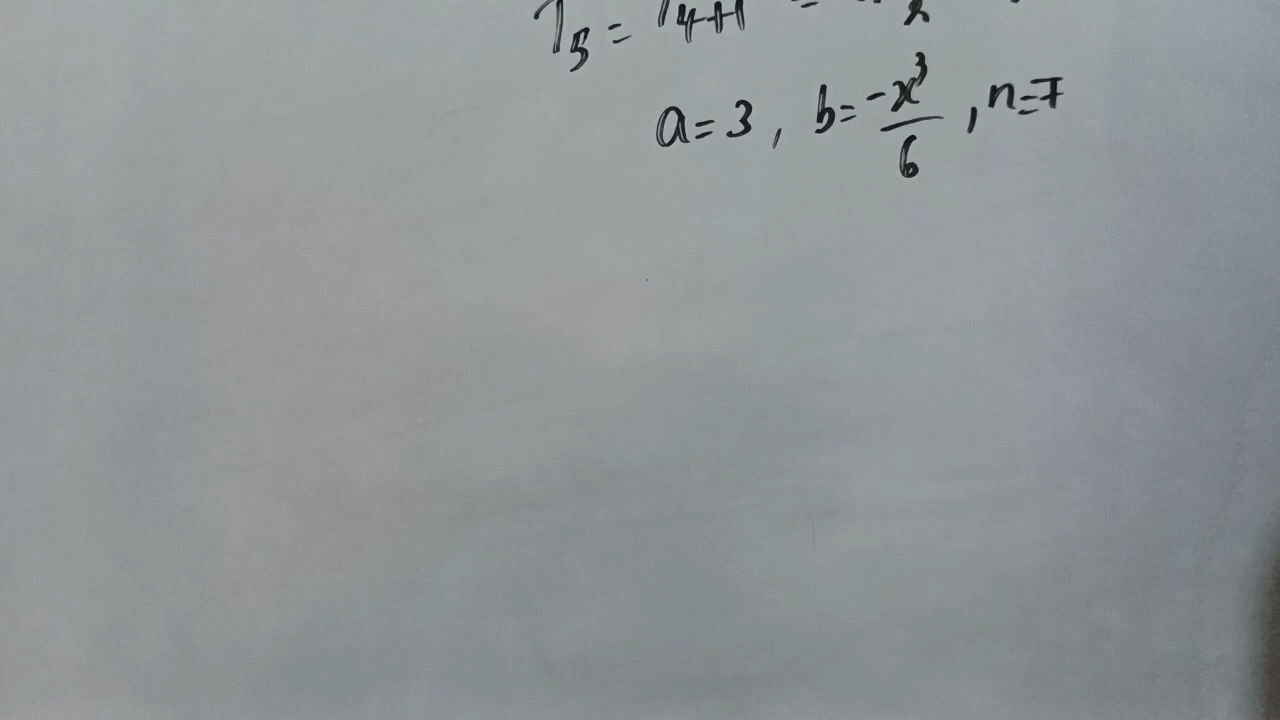 T₅ = T₄₊₁ =
a = 3 , b = -x³/6 , n = 7